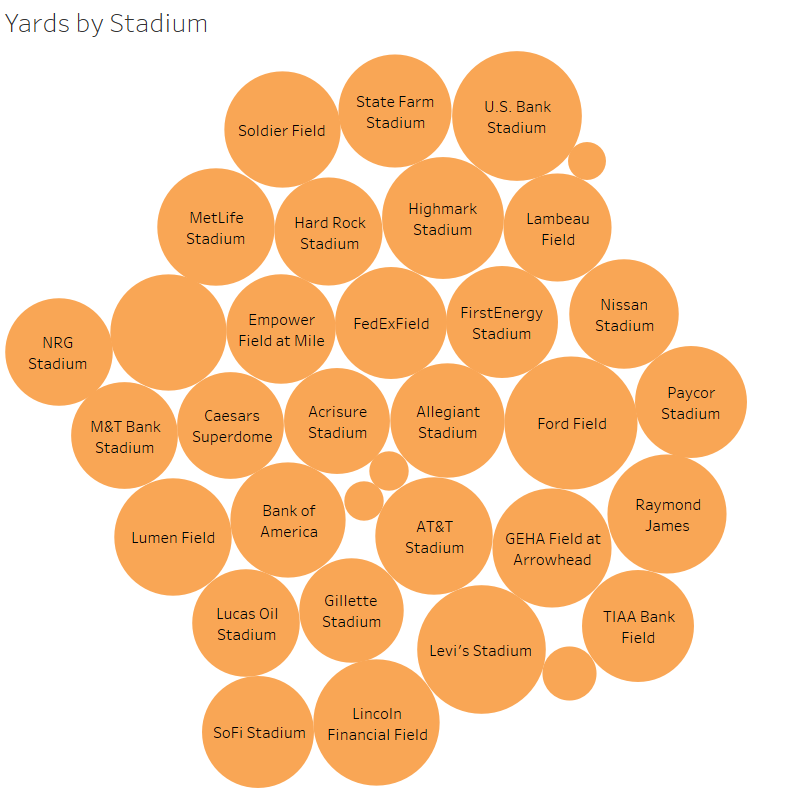 Yards by Stadium
Soldier Field
State Farm
Stadium
U.S. Bank
Stadium
MetLife
Stadium
Hard Rock
Stadium
Highmark
Stadium
Lambeau
Field
NRG
Stadium
Empower
Field at Mile
FedExField
FirstEnergy
Stadium
Nissan
Stadium
M&T Bank
Stadium
Caesars
Superdome
Acrisure
Stadium
Allegiant
Stadium
Ford Field
Paycor
Stadium
Lumen Field
Bank of
America
AT&T
Stadium
GEHA Field at
Arrowhead
Raymond
James
Lucas Oil
Stadium
Gillette
Stadium
Levi's Stadium
TIAA Bank
Field
SoFi Stadium
Lincoln
Financial Field